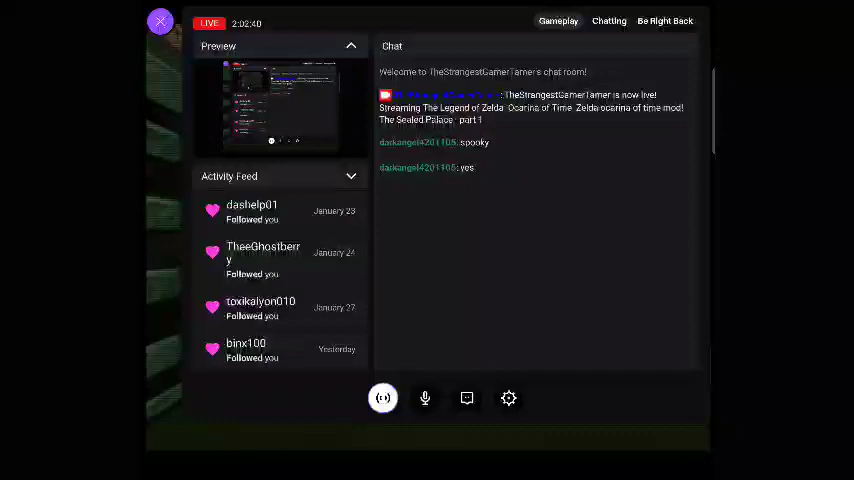 LIVE 2:02:40
Gameplay Chatting Be Right Back
Preview
Chat
Welcome to TheStrangestGamerTamer's chat room!
TheStrangestGamerTamer: TheStrangestGamerTamer is now live!
Streaming The Legend of Zelda Ocarina of Time Zelda ocarina of time mod!
The Sealed Palace part 1
darkangel4201105: spooky
darkangel4201105: yes
Activity Feed
dashelp01
Followed you
January 23
TheeGhostberr
y
Followed you
January 24
toxikalyon010
Followed you
January 27
binx100
Followed you
Yesterday